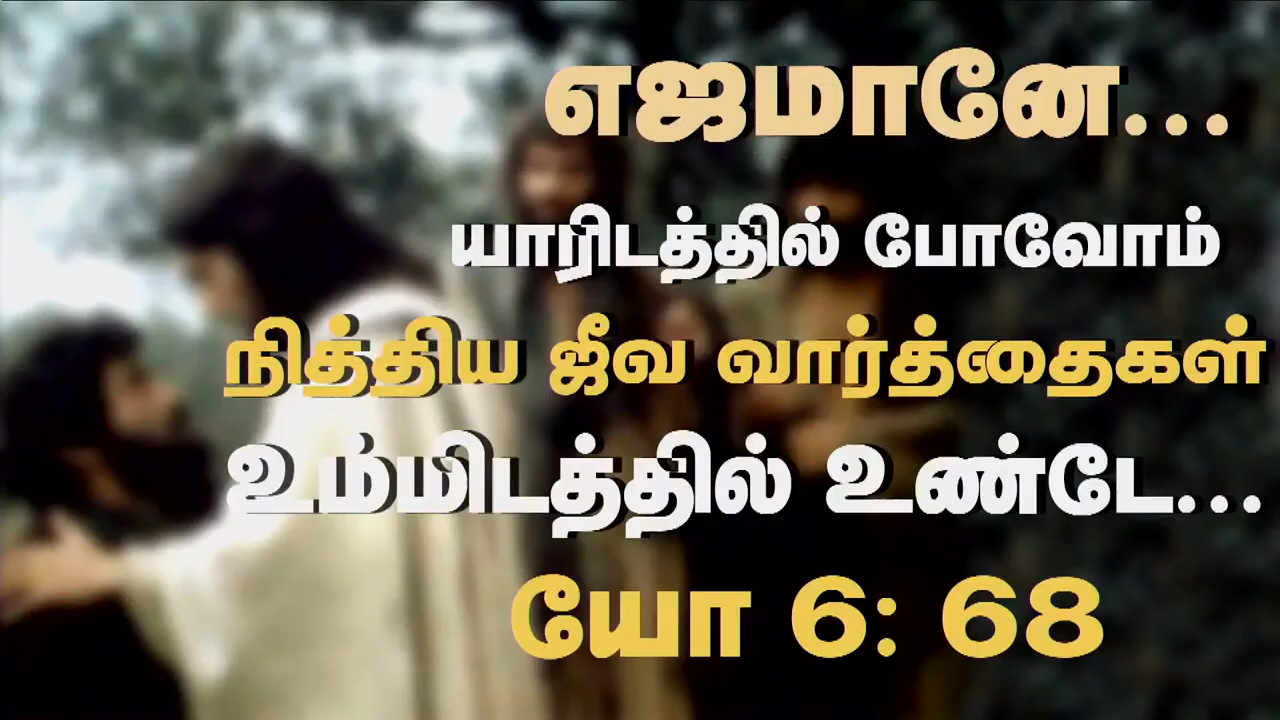 எஜமானே...
யாரிடத்தில் போவோம்
நித்திய ஜீவ வார்த்தைகள்
உம்மிடத்தில் உண்டே...
யோ 6: 68